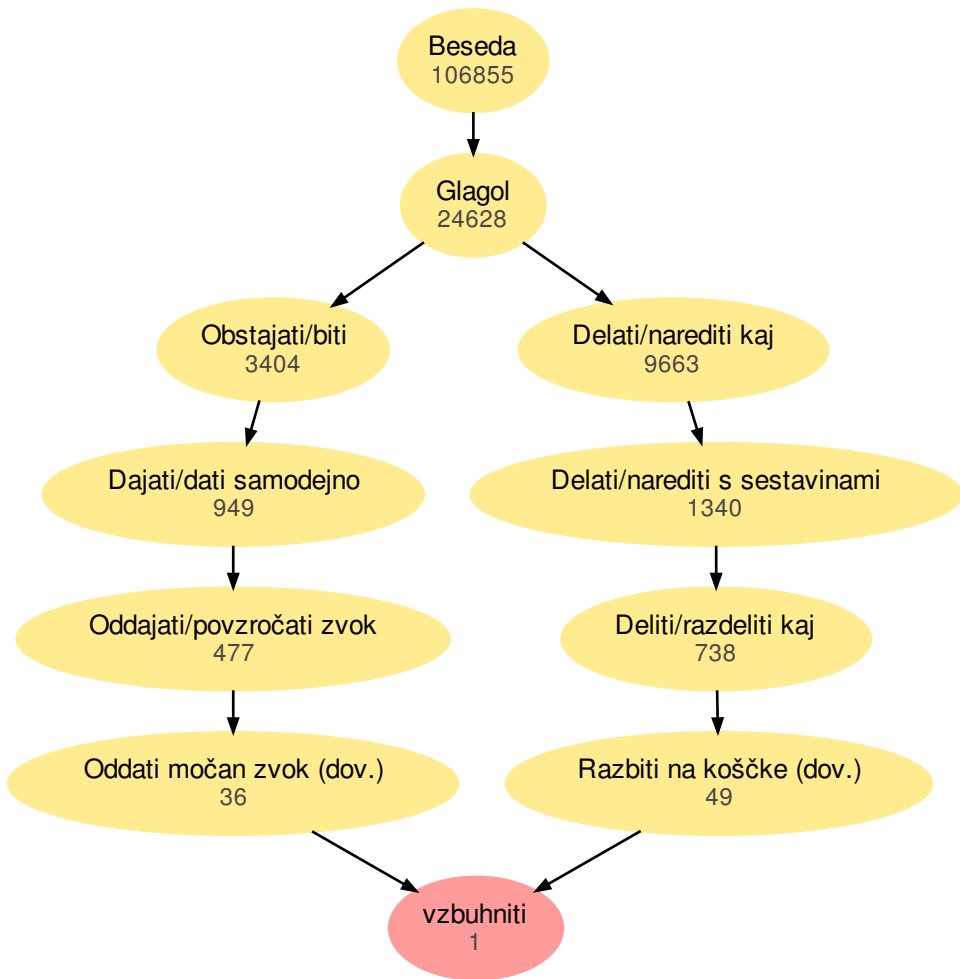 Beseda
106855
Glagol
24628
Obstajati/biti
3404
Delati/narediti kaj
9663
Dajati/dati samodejno
949
Delati/narediti s sestavinami
1340
Oddajati/povzročati zvok
477
Deliti/razdeliti kaj
738
Oddati močan zvok (dov.)
36
Razbiti na koščke (dov.)
49
vzbuhniti
1